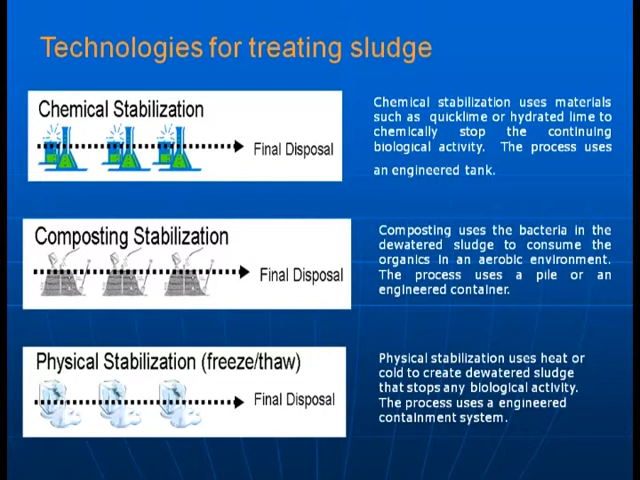 Technologies for treating sludge
Chemical Stabilization
Final Disposal
Chemical stabilization uses materials
such as quicklime or hydrated lime to
chemically stop the continuing
biological activity. The process uses
an engineered tank.
Composting Stabilization
Final Disposal
Composting uses the bacteria in the
dewatered sludge to consume the
organics in an aerobic environment.
The process uses a pile or an
engineered container.
Physical Stabilization (freeze/thaw)
Final Disposal
Physical stabilization uses heat or
cold to create dewatered sludge
that stops any biological activity.
The process uses a engineered
containment system.